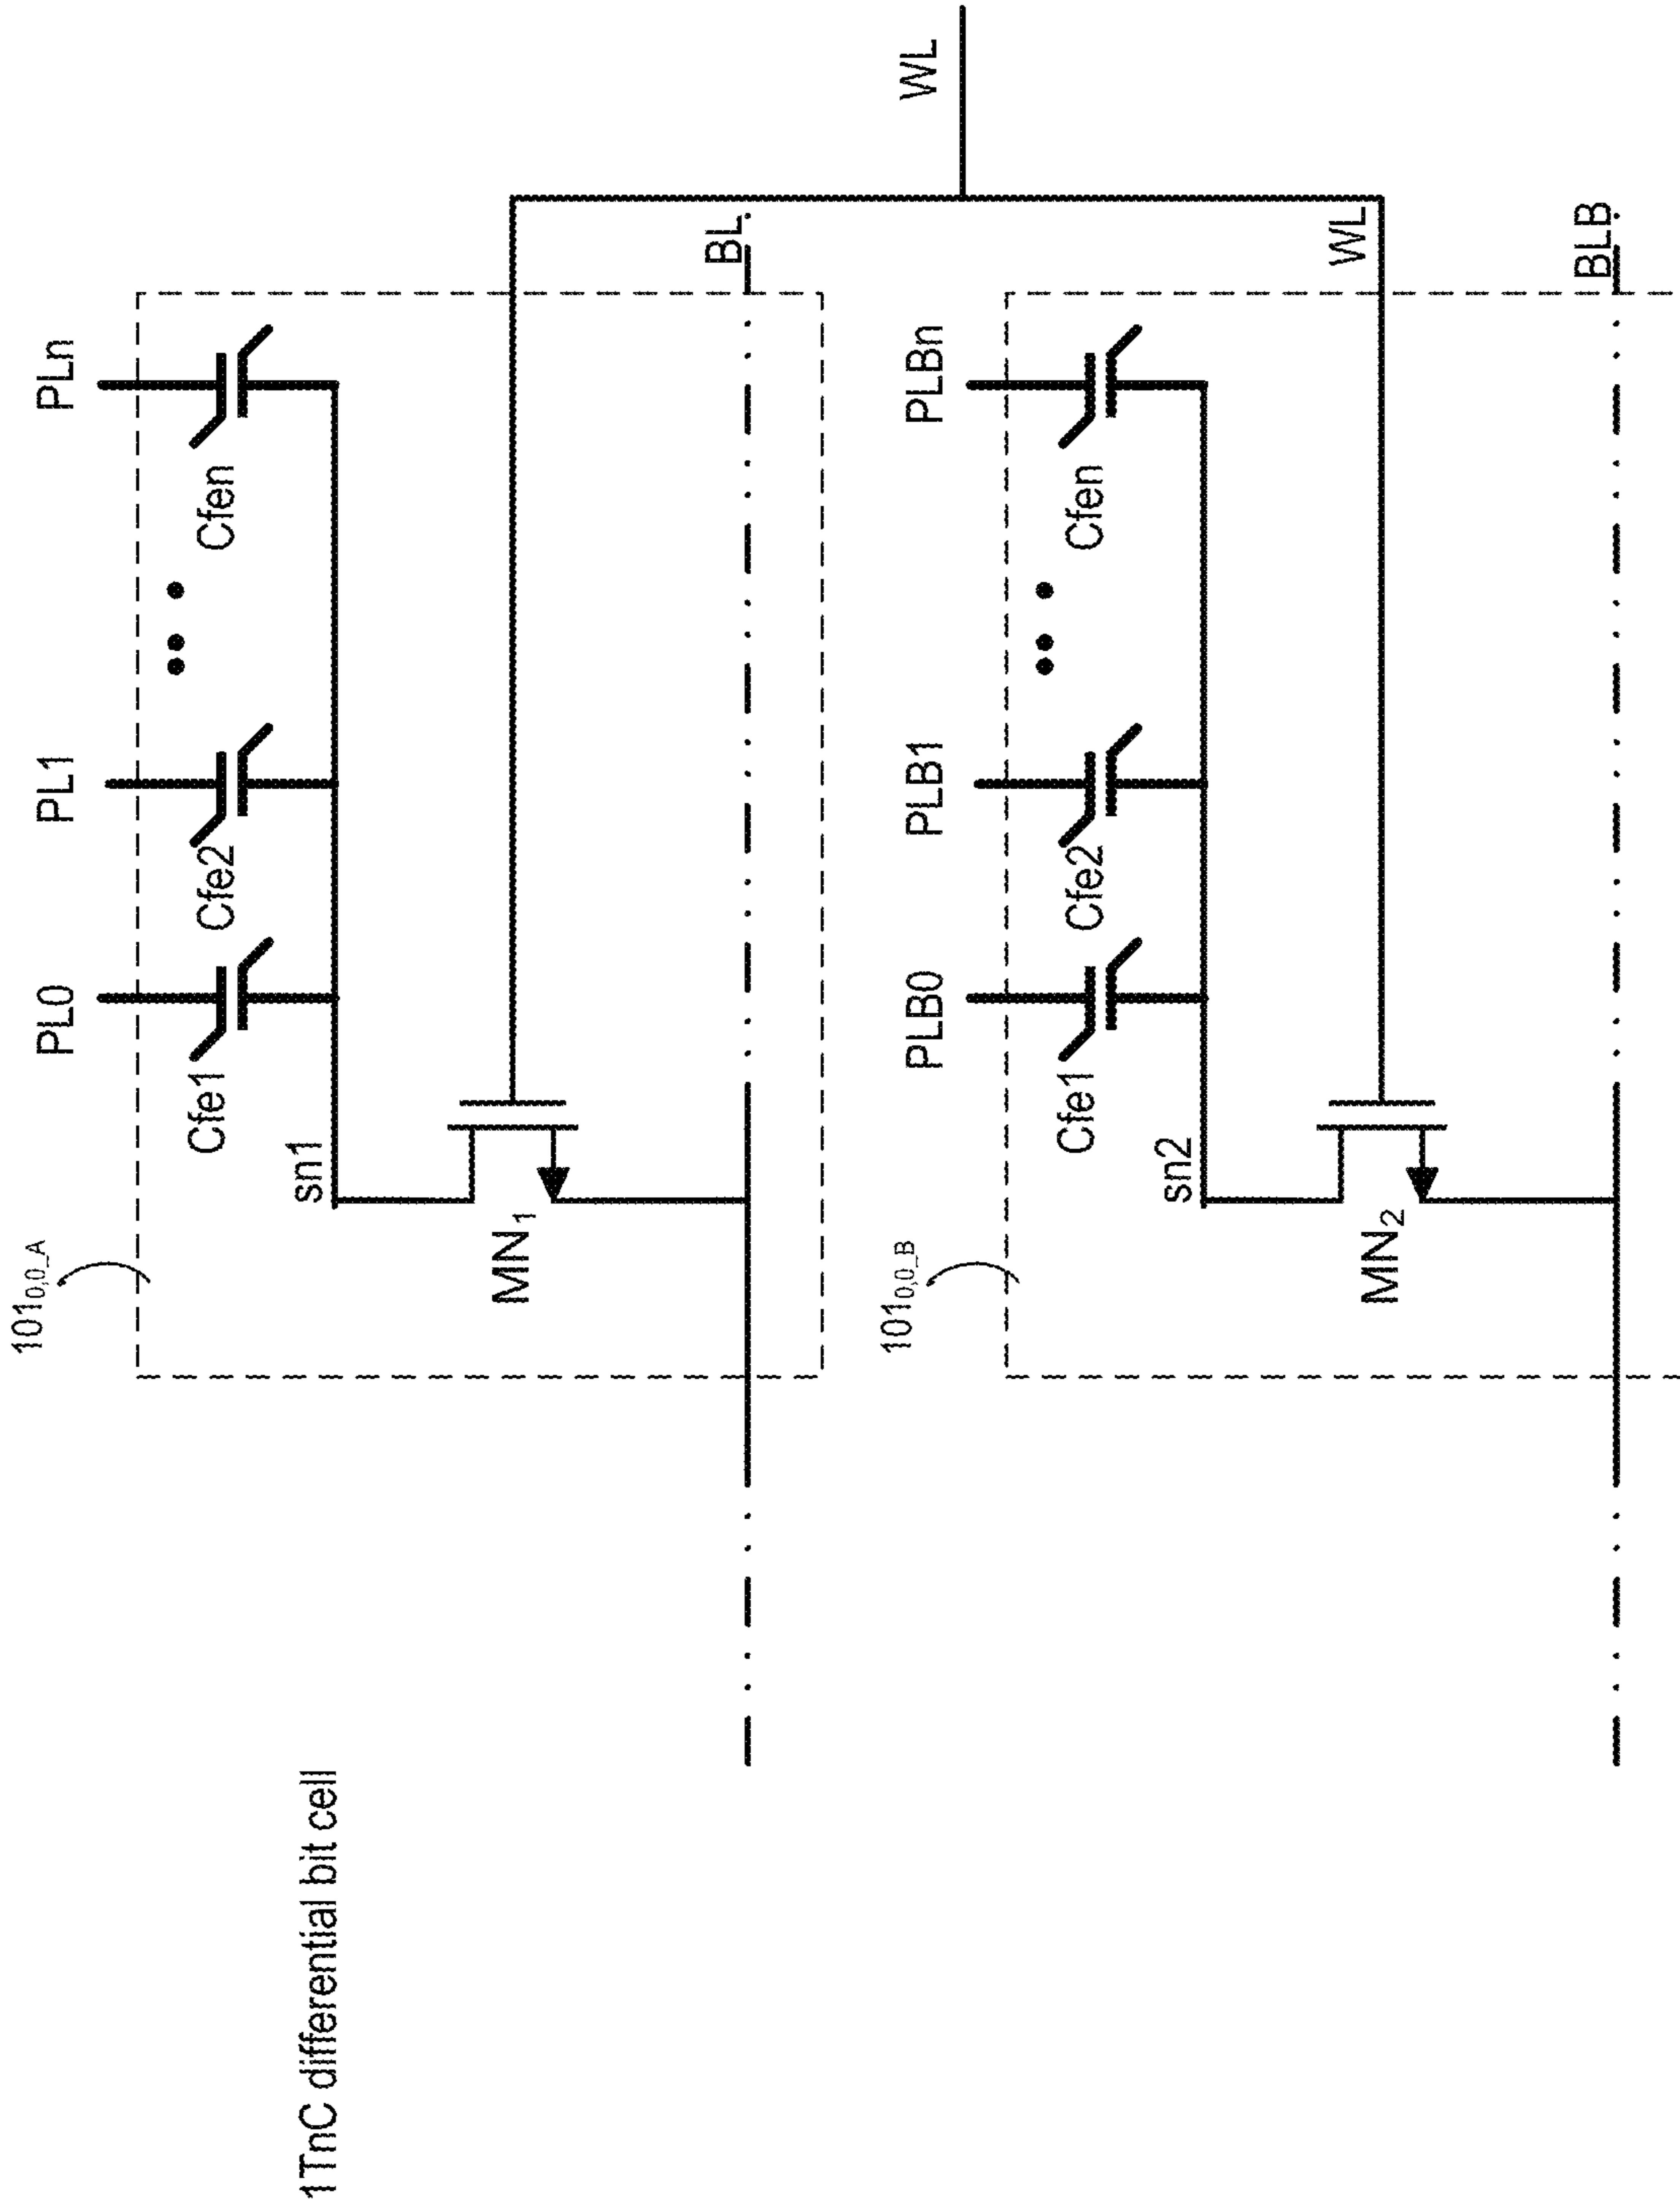 101₀,₀_A
PL0 PL1 PLn
Cfe1 Cfe2 Cfen
1TnC differential bit cell
sn1
MN₁
BL
101₀,₀_B
WL
PLB0 PLB1 PLBn
Cfe1 Cfe2 Cfen
sn2
WL
MN₂
BLB